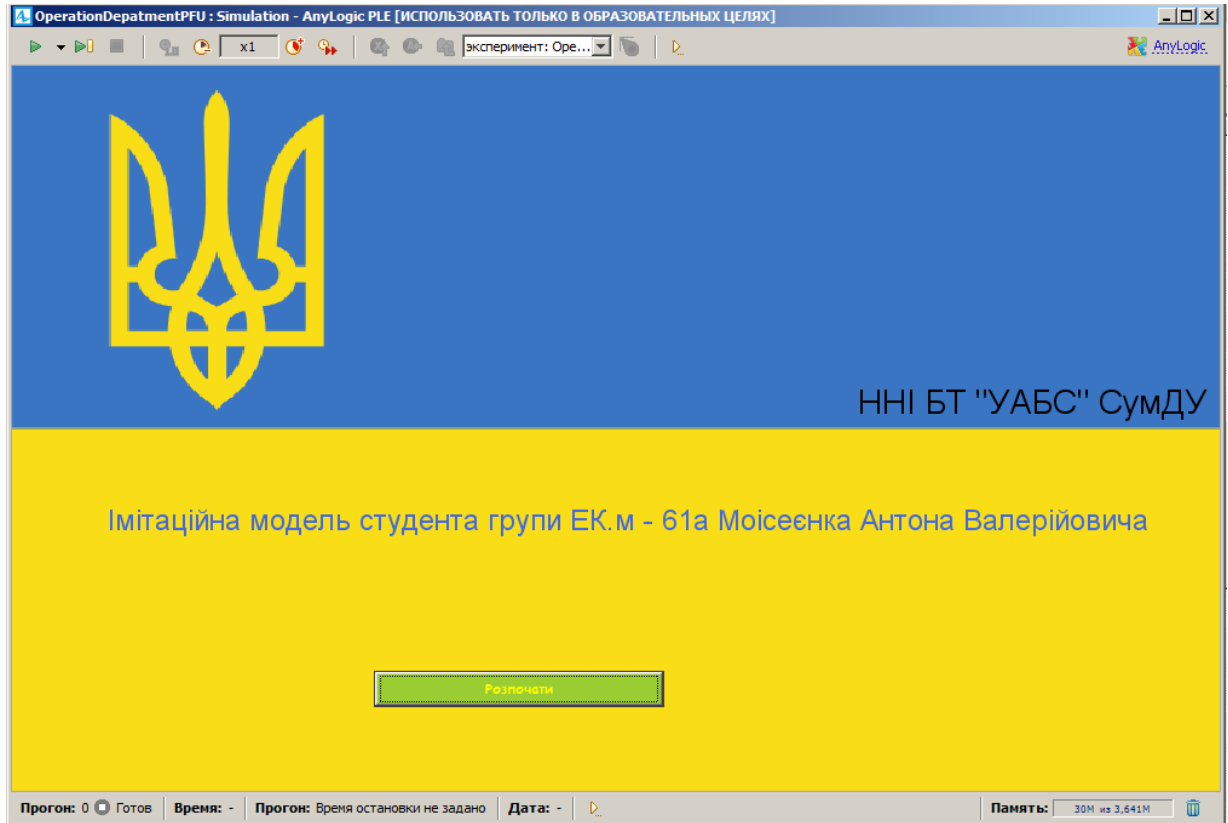 OperationDepatmentPFU : Simulation - AnyLogic PLE [ИСПОЛЬЗОВАТЬ ТОЛЬКО В ОБРАЗОВАТЕЛЬНЫХ ЦЕЛЯХ]
x1 эксперимент: Ope... AnyLogic
ННІ БТ "УАБС" СумДУ
Імітаційна модель студента групи ЕК.м - 61а Моісеєнка Антона Валерійовича
Розпочати
Прогон: 0 Готов Время: - Прогон: Время остановки не задано Дата: - Память: 30M из 3,641M